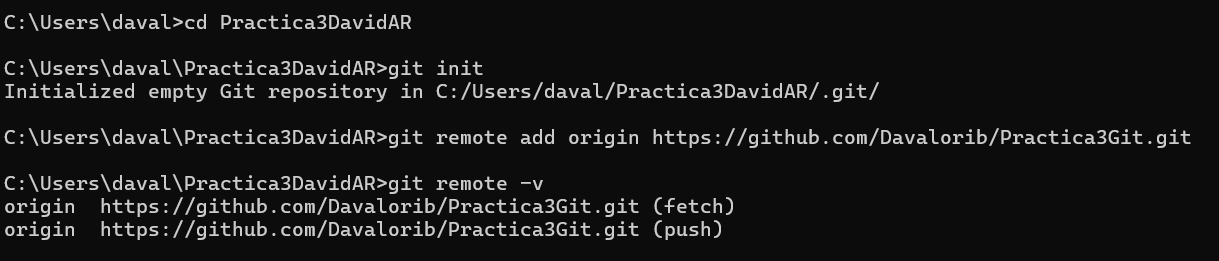 C:\Users\daval>cd Practica3DavidAR
C:\Users\daval\Practica3DavidAR>git init
Initialized empty Git repository in C:/Users/daval/Practica3DavidAR/.git/
C:\Users\daval\Practica3DavidAR>git remote add origin https://github.com/Davalorib/Practica3Git.git
C:\Users\daval\Practica3DavidAR>git remote -v
origin  https://github.com/Davalorib/Practica3Git.git (fetch)
origin  https://github.com/Davalorib/Practica3Git.git (push)